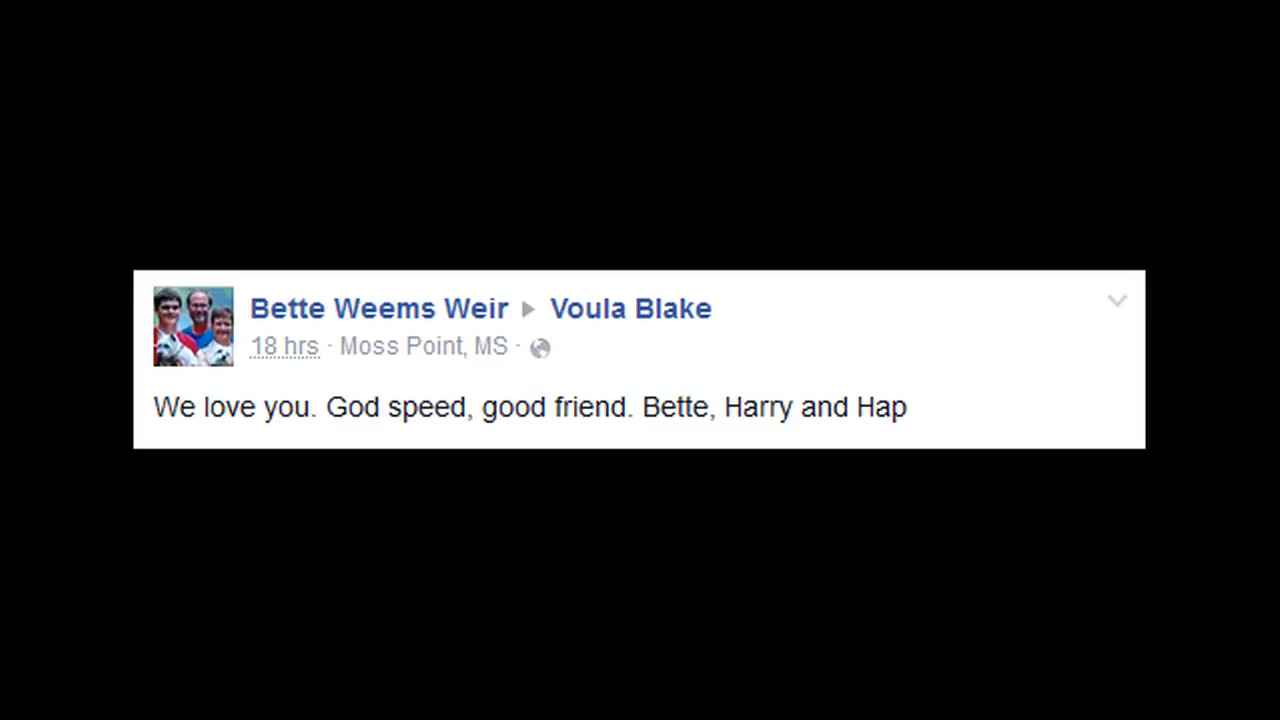 Bette Weems Weir ▶ Voula Blake
18 hrs · Moss Point, MS ·
We love you. God speed, good friend. Bette, Harry and Hap